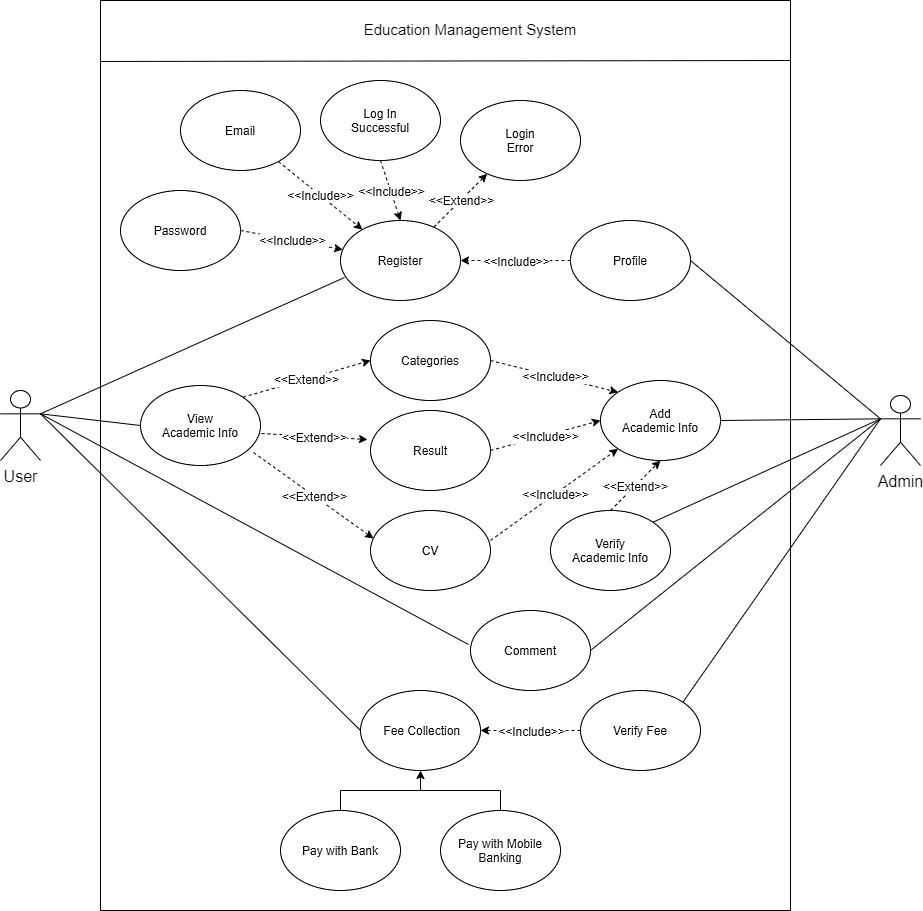 Education Management System
Email
Log In
Successful
Login
Error
<<Include>>
<<Include>>
<<Extend>>
Password
<<Include>>
Register
<<Include>>
Profile
Categories
<<Extend>>
<<Include>>
View
Academic Info
Add
Academic Info
<<Extend>>
Result
<<Include>>
User
Admin
<<Extend>>
<<Include>>
<<Extend>>
CV
Verify
Academic Info
Comment
Fee Collection
<<Include>>
Verify Fee
Pay with Bank
Pay with Mobile
Banking